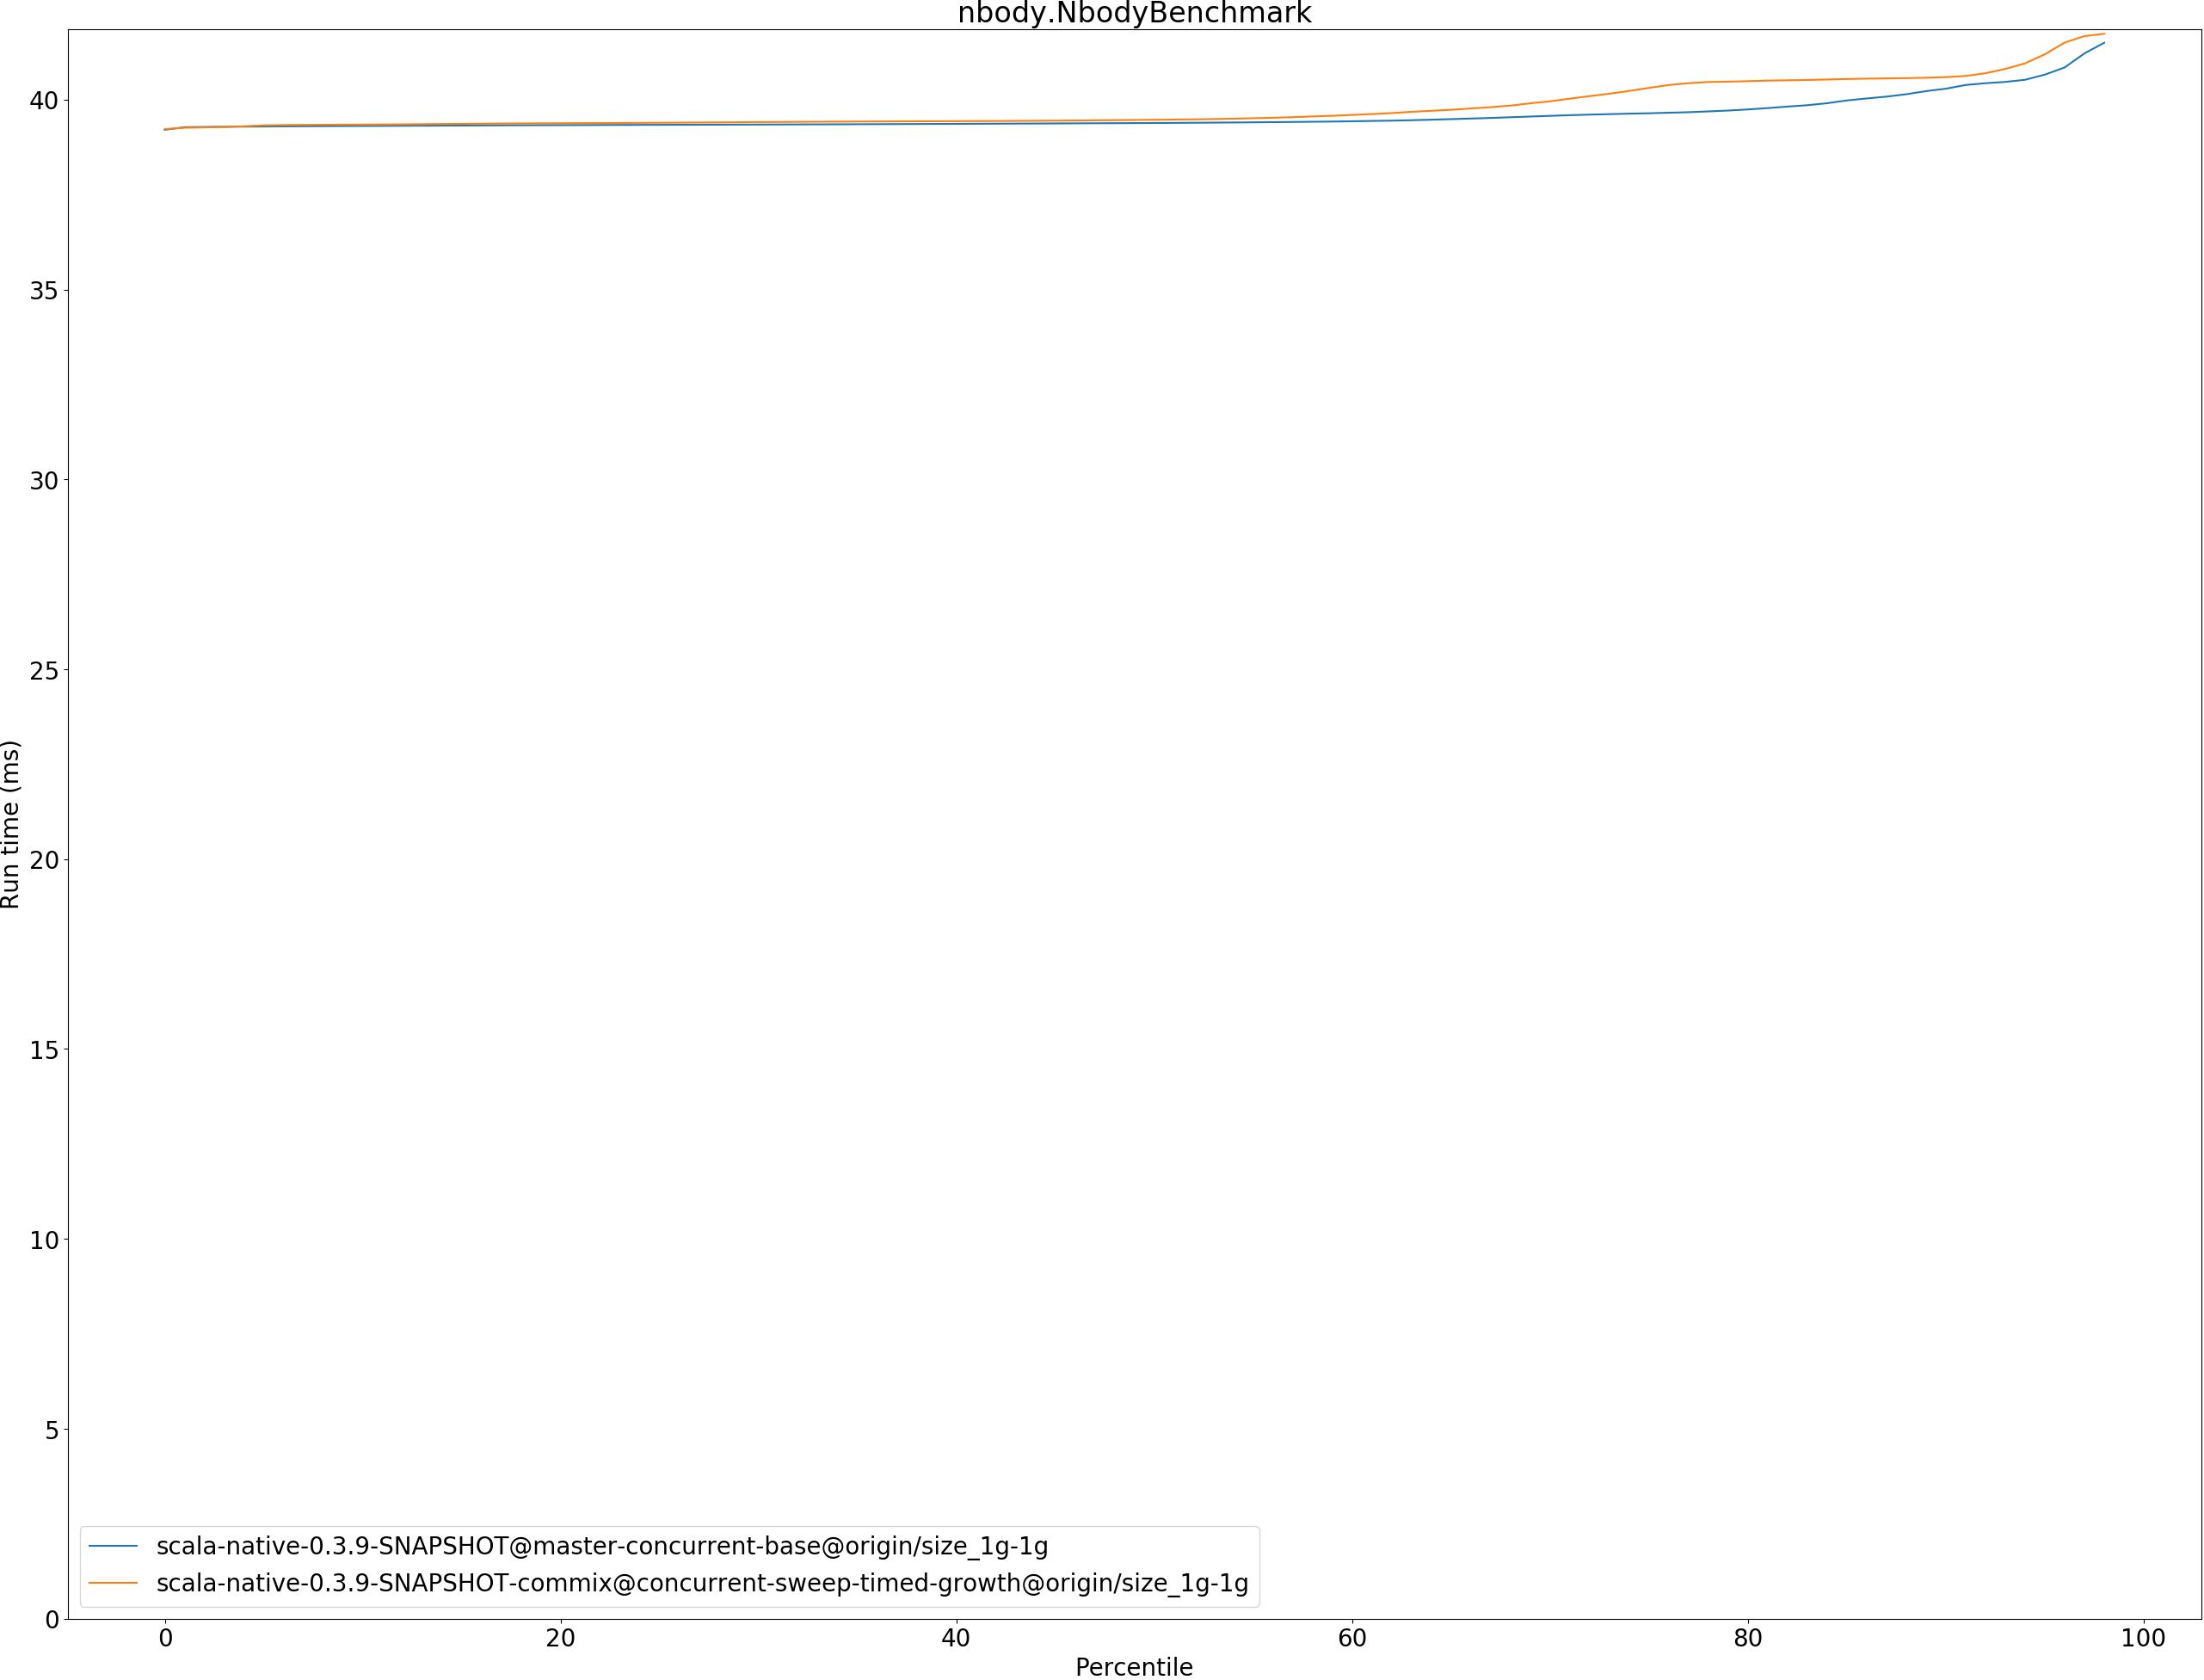 nbody.NbodyBenchmark
Run time (ms)
40
35
30
25
20
15
10
5
0
scala-native-0.3.9-SNAPSHOT@master-concurrent-base@origin/size_1g-1g
scala-native-0.3.9-SNAPSHOT-commix@concurrent-sweep-timed-growth@origin/size_1g-1g
0 20 40 60 80 100
Percentile